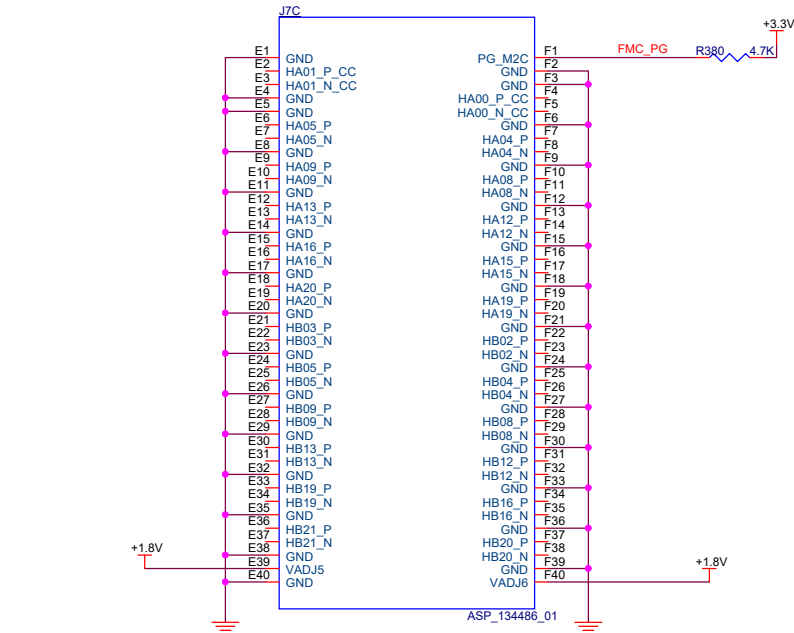 J7C
+3.3V
FMC_PG R380 4.7K
E1 GND PG_M2C F1
E2 HA01_P_CC GND F2
E3 HA01_N_CC GND F3
E4 GND HA00_P_CC F4
E5 GND HA00_N_CC F5
E6 HA05_P GND F6
E7 HA05_N HA04_P F7
E8 GND HA04_N F8
E9 HA09_P GND F9
E10 HA09_N HA08_P F10
E11 GND HA08_N F11
E12 HA13_P GND F12
E13 HA13_N HA12_P F13
E14 GND HA12_N F14
E15 HA16_P GND F15
E16 HA16_N HA15_P F16
E17 GND HA15_N F17
E18 HA20_P GND F18
E19 HA20_N HA19_P F19
E20 GND HA19_N F20
E21 HB03_P GND F21
E22 HB03_N HB02_P F22
E23 GND HB02_N F23
E24 HB05_P GND F24
E25 HB05_N HB04_P F25
E26 GND HB04_N F26
E27 HB09_P GND F27
E28 HB09_N HB08_P F28
E29 GND HB08_N F29
E30 HB13_P GND F30
E31 HB13_N HB12_P F31
E32 GND HB12_N F32
E33 HB19_P GND F33
E34 HB19_N HB16_P F34
E35 GND HB16_N F35
E36 HB21_P GND F36
E37 HB21_N HB20_P F37
E38 GND HB20_N F38
E39 VADJ5 GND F39
E40 GND VADJ6 F40
+1.8V
+1.8V
ASP_134486_01